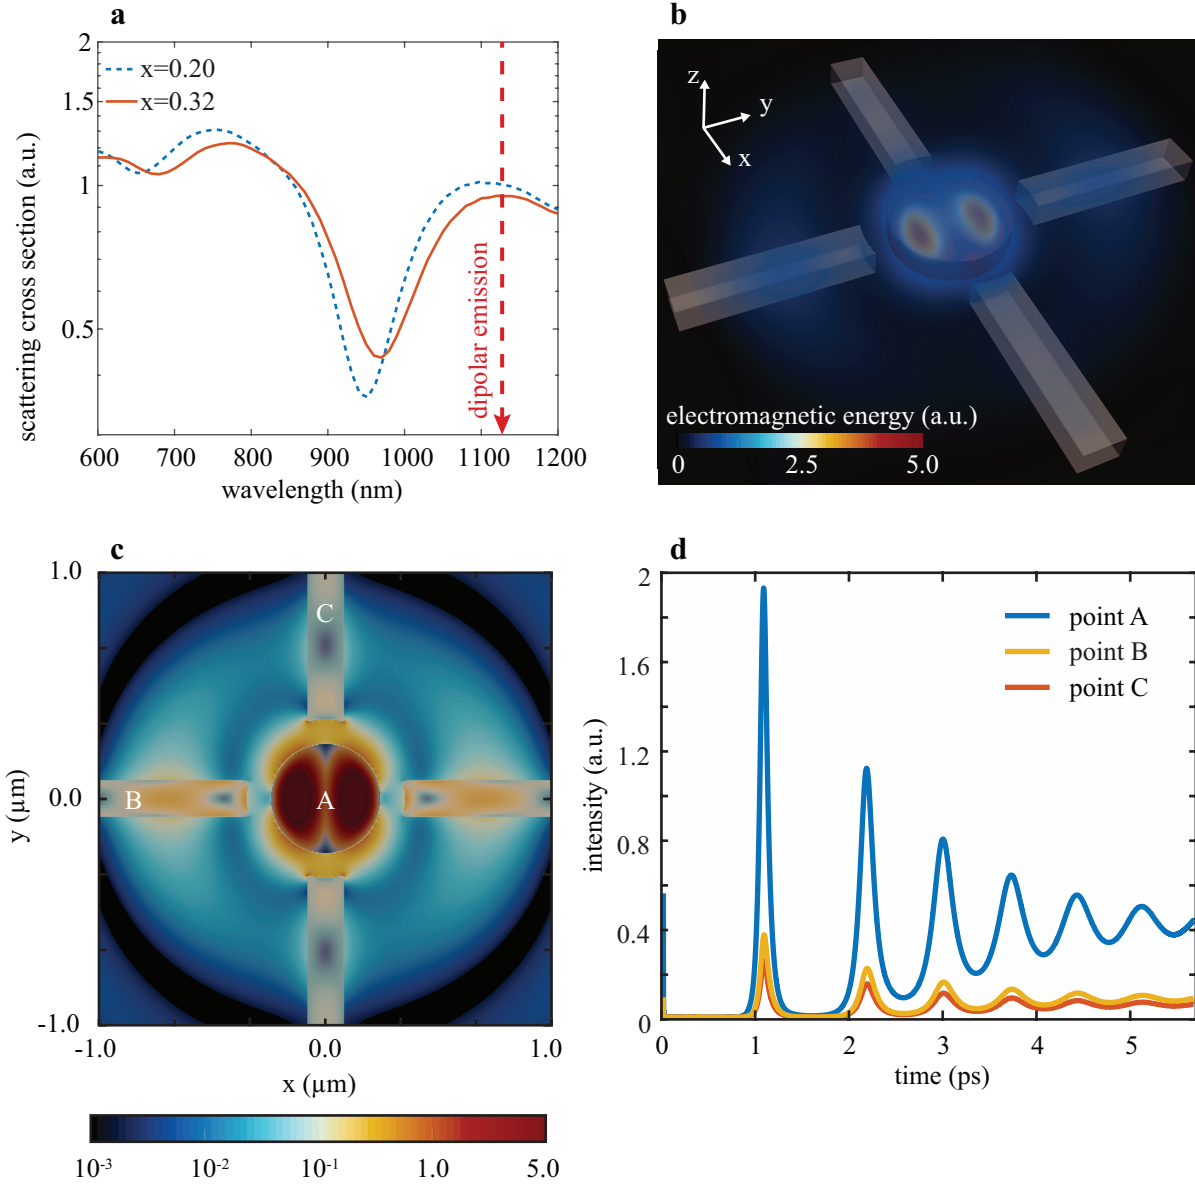 a
2
1.5
1
0.5
x=0.20
x=0.32
scattering cross section (a.u.)
dipolar emission
600 700 800 900 1000 1100 1200
wavelength (nm)
b
z
y
x
electromagnetic energy (a.u.)
0 2.5 5.0
c
1.0
0.0
-1.0
y (µm)
C
B
A
-1.0 0.0 1.0
x (µm)
10⁻³ 10⁻² 10⁻¹ 1.0 5.0
d
2
1.6
1.2
0.8
0.4
0
intensity (a.u.)
point A
point B
point C
0 1 2 3 4 5
time (ps)